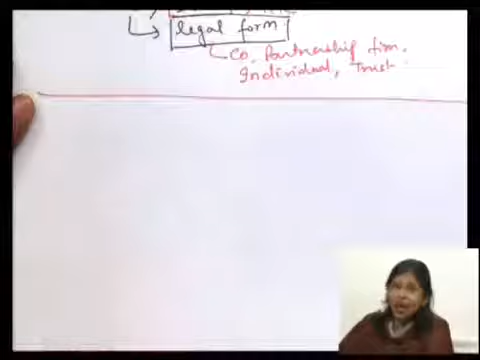 legal form
Co. Partnership firm,
Individual, Trust